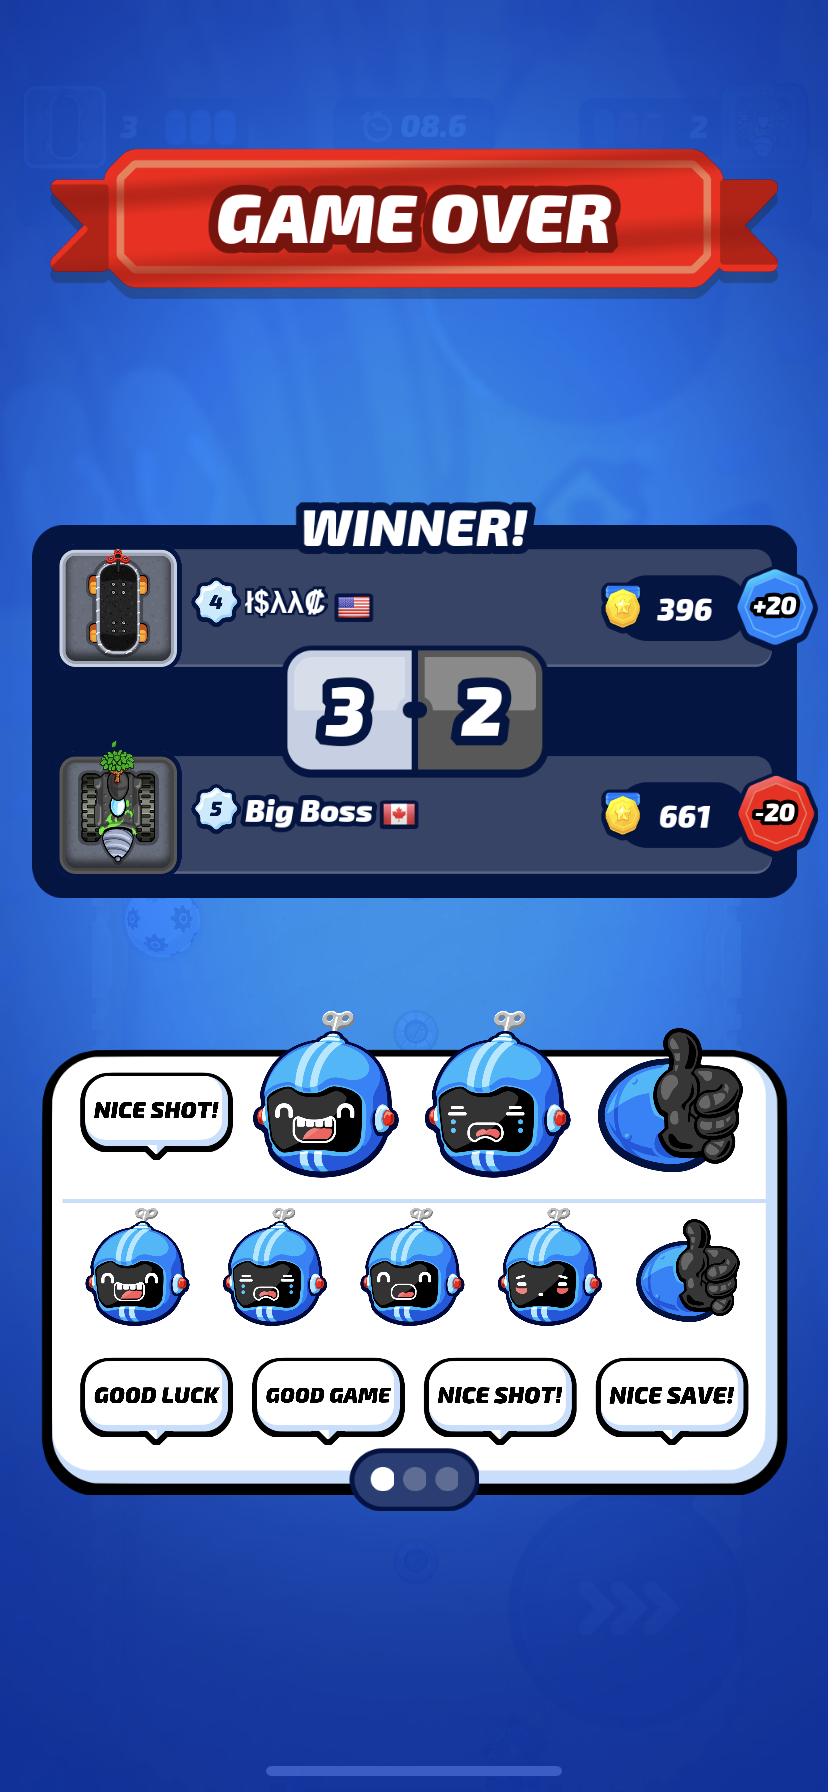 3 08.6 2
GAME OVER
WINNER!
4 ł$λλ₡ 396 +20
3 2
5 Big Boss 661 -20
NICE SHOT!
GOOD LUCK GOOD GAME NICE SHOT! NICE SAVE!